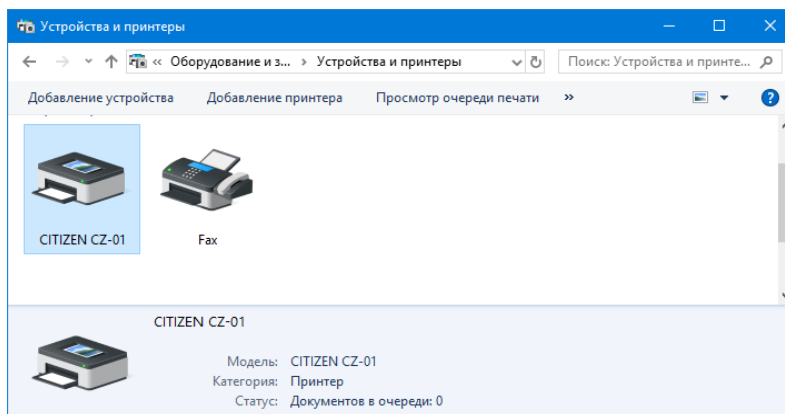 Устройства и принтеры
« Оборудование и з... › Устройства и принтеры
Поиск: Устройства и принте...
Добавление устройства Добавление принтера Просмотр очереди печати »
CITIZEN CZ-01
Fax
CITIZEN CZ-01
Модель: CITIZEN CZ-01
Категория: Принтер
Статус: Документов в очереди: 0